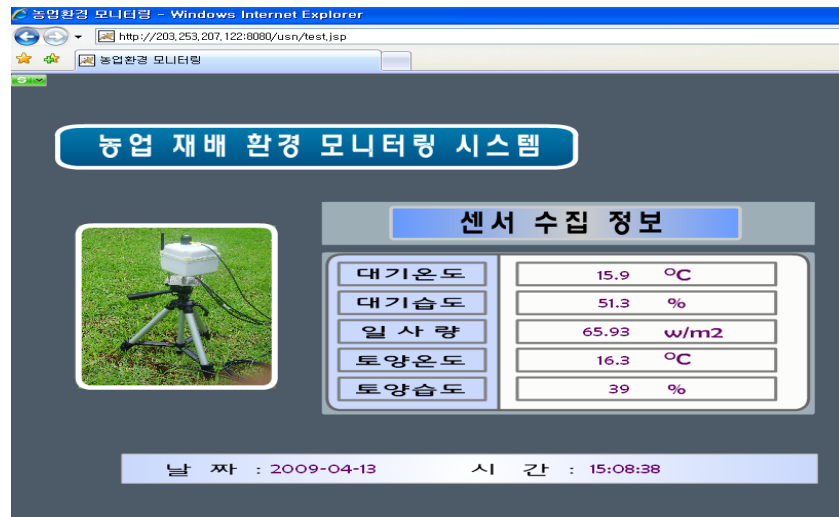 농업환경 모니터링 - Windows Internet Explorer
http://203,253,207,122:8080/usn/test.jsp
농업환경 모니터링
농업 재배 환경 모니터링 시스템
센서 수집 정보
대기온도 15.9 ºC
대기습도 51.3 %
일 사 량 65.93 w/m2
토양온도 16.3 ºC
토양습도 39 %
날 짜 : 2009-04-13 시 간 : 15:08:38